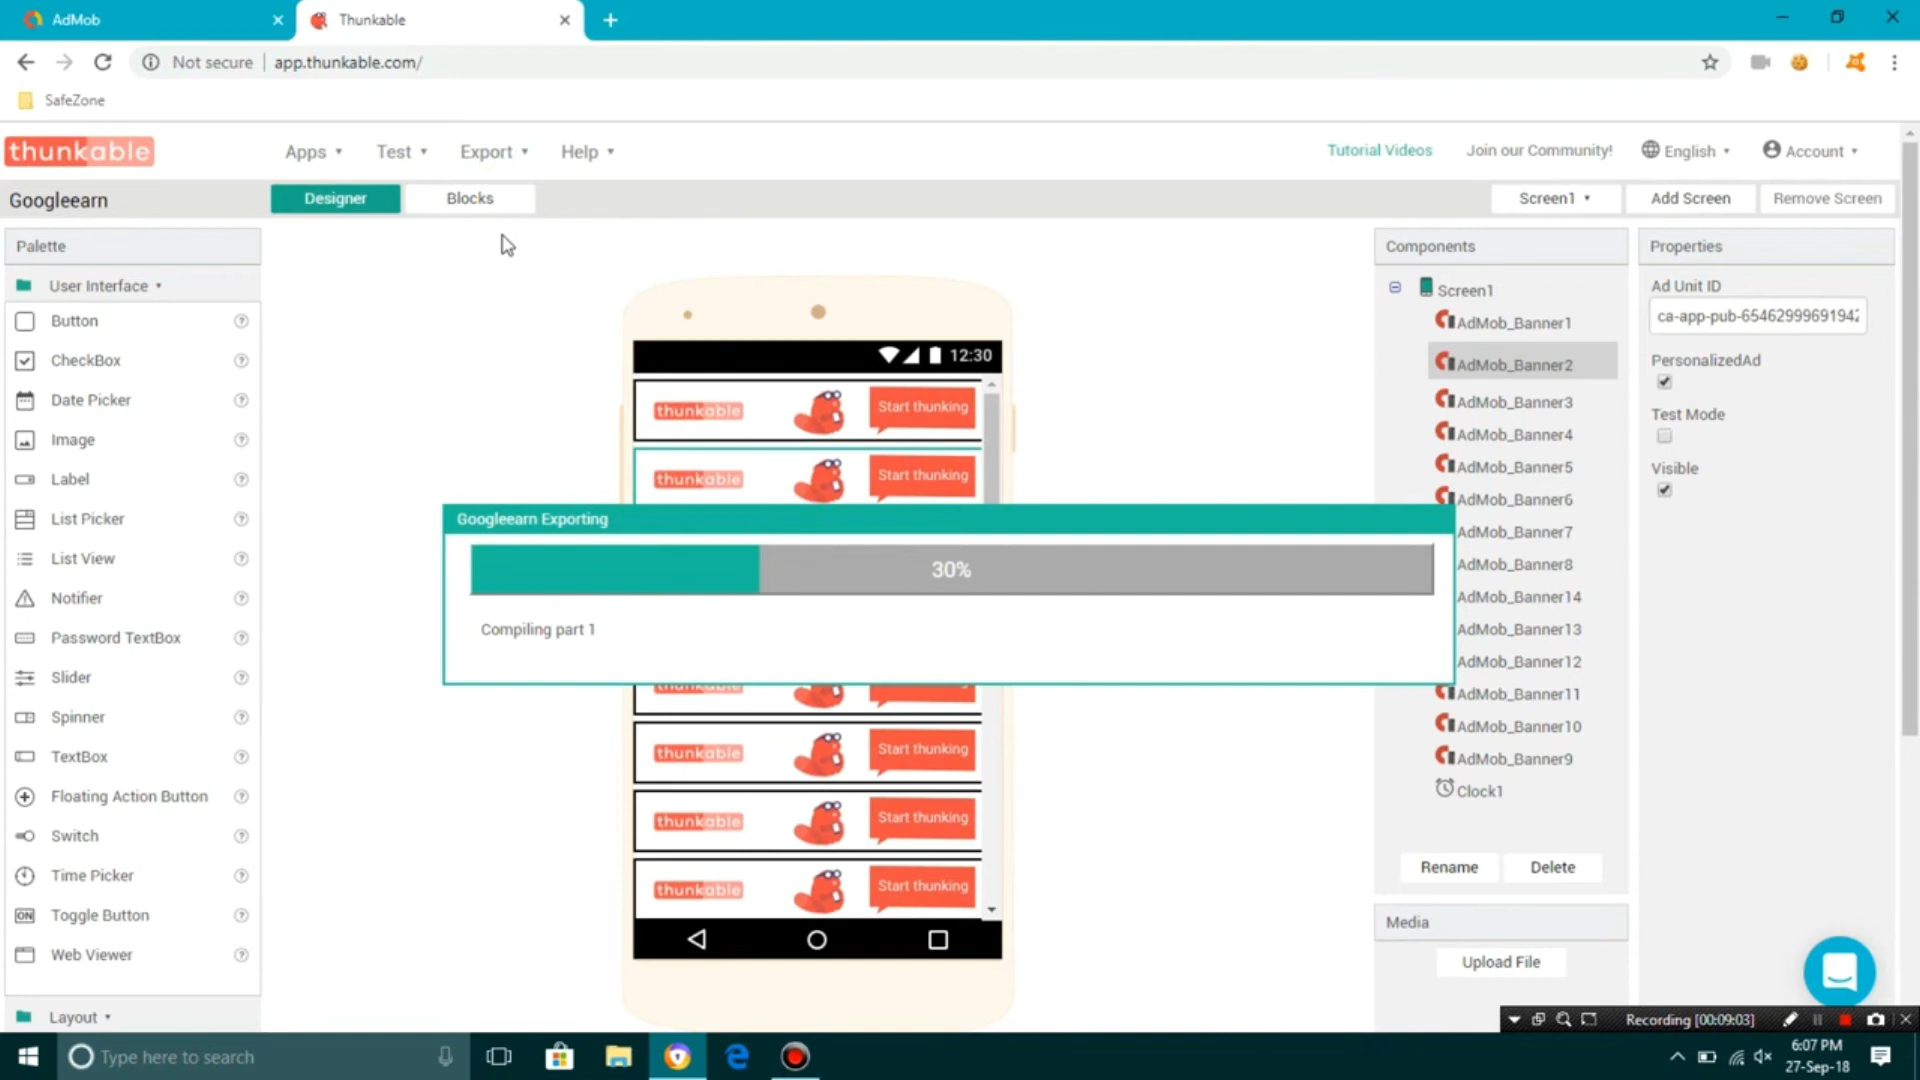 AdMob
Thunkable
Not secure
app.thunkable.com/
SafeZone
thunkable
Apps
Test
Export
Help
Tutorial Videos
Join our Community!
English
Account
Googleearn
Designer
Blocks
Screen1
Add Screen
Remove Screen
Palette
User Interface
Button
CheckBox
Date Picker
Image
Label
List Picker
List View
Notifier
Password TextBox
Slider
Spinner
TextBox
Floating Action Button
Switch
Time Picker
ON
Toggle Button
Web Viewer
Layout
12:30
thunkable
Start thunking
thunkable
Start thunking
Googleearn Exporting
30%
Compiling part 1
thunkable
Start thunking
thunkable
Start thunking
thunkable
Start thunking
Components
Screen1
AdMob_Banner1
AdMob_Banner2
AdMob_Banner3
AdMob_Banner4
AdMob_Banner5
AdMob_Banner6
AdMob_Banner7
AdMob_Banner8
AdMob_Banner14
AdMob_Banner13
AdMob_Banner12
AdMob_Banner11
AdMob_Banner10
AdMob_Banner9
Clock1
Rename
Delete
Media
Upload File
Properties
Ad Unit ID
ca-app-pub-65462999691942
PersonalizedAd
Test Mode
Visible
Recording [00:09:03]
Type here to search
6:07 PM
27-Sep-18